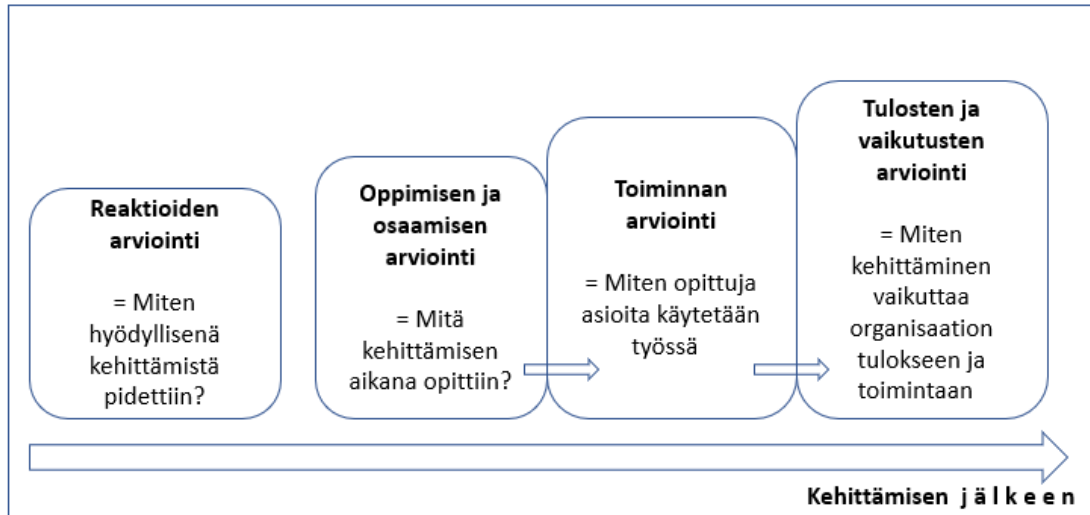 Reaktioiden
arviointi
= Miten
hyödyllisenä
kehittämistä
pidettiin?
Oppimisen ja
osaamisen
arviointi
= Mitä
kehittämisen
aikana opittiin?
Toiminnan
arviointi
= Miten opittuja
asioita käytetään
työssä
Tulosten ja
vaikutusten
arviointi
= Miten
kehittäminen
vaikuttaa
organisaation
tulokseen ja
toimintaan
Kehittämisen j ä l k e e n